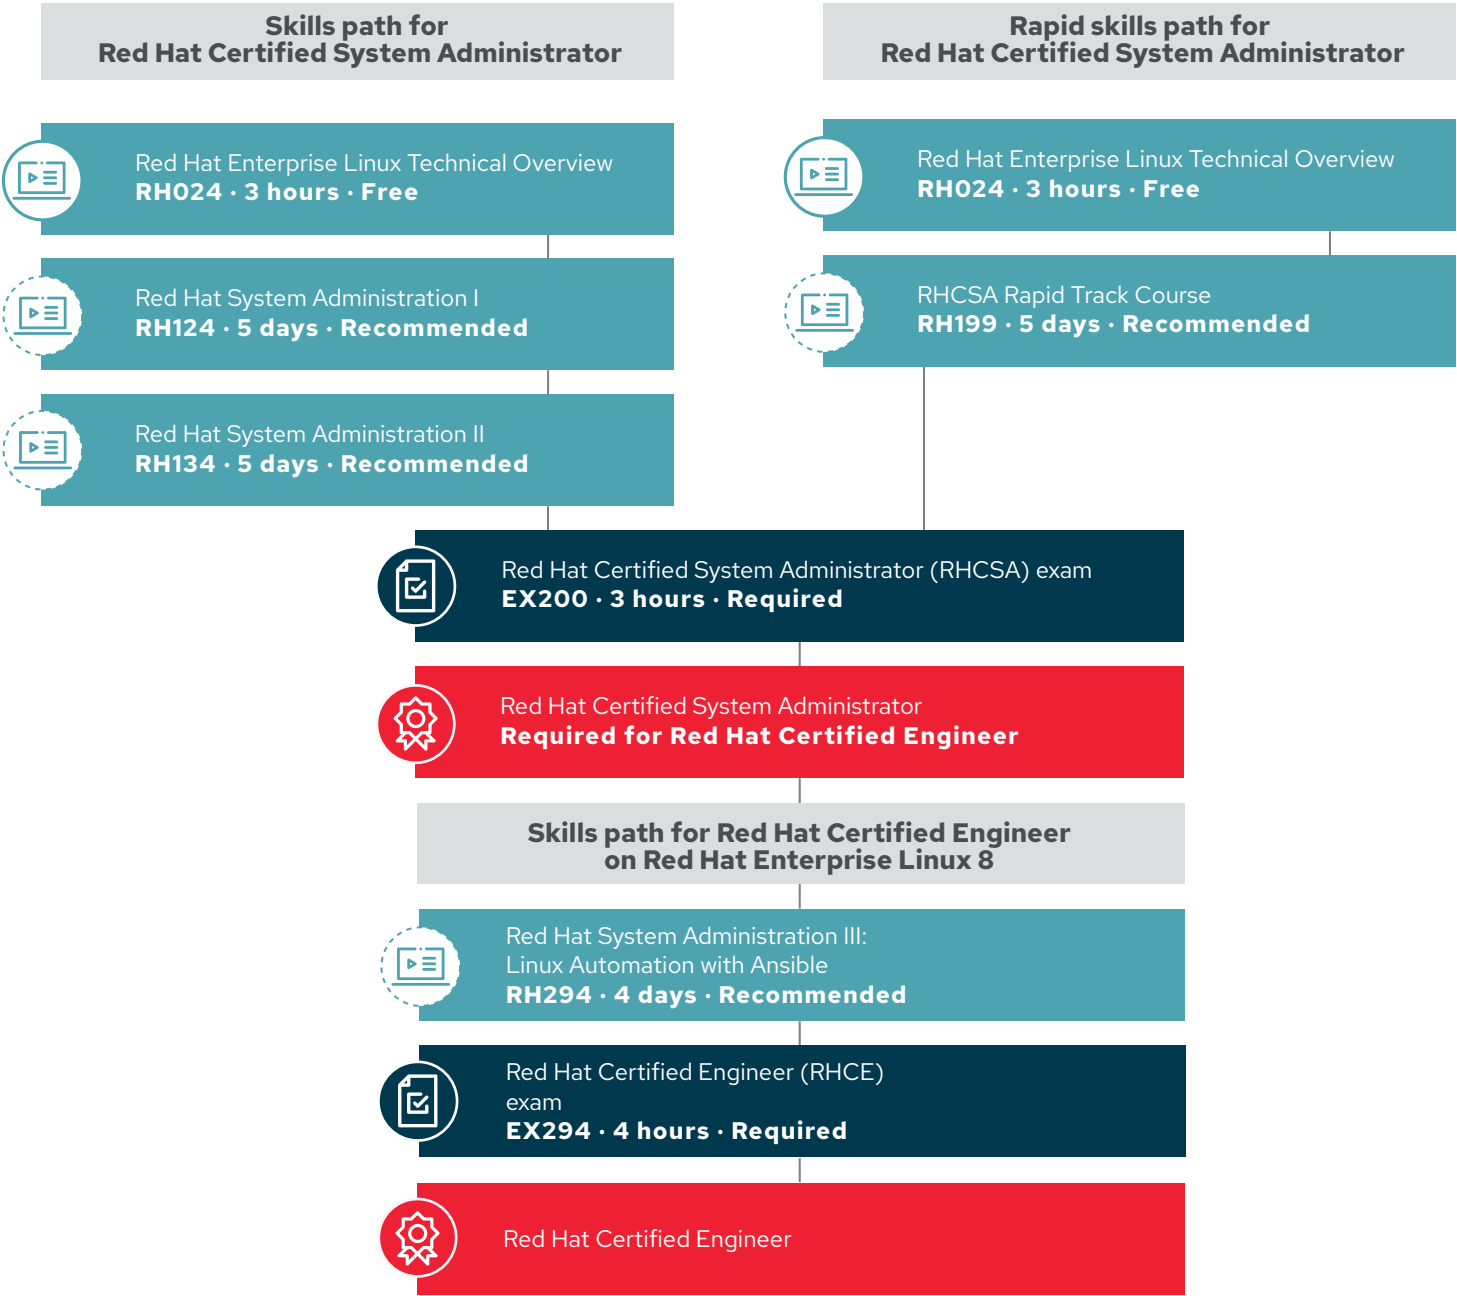 Skills path for
Red Hat Certified System Administrator
Red Hat Enterprise Linux Technical Overview
RH024 · 3 hours · Free
Red Hat System Administration I
RH124 · 5 days · Recommended
Red Hat System Administration II
RH134 · 5 days · Recommended
Rapid skills path for
Red Hat Certified System Administrator
Red Hat Enterprise Linux Technical Overview
RH024 · 3 hours · Free
RHCSA Rapid Track Course
RH199 · 5 days · Recommended
Red Hat Certified System Administrator (RHCSA) exam
EX200 · 3 hours · Required
Red Hat Certified System Administrator
Required for Red Hat Certified Engineer
Skills path for Red Hat Certified Engineer
on Red Hat Enterprise Linux 8
Red Hat System Administration III:
Linux Automation with Ansible
RH294 · 4 days · Recommended
Red Hat Certified Engineer (RHCE)
exam
EX294 · 4 hours · Required
Red Hat Certified Engineer